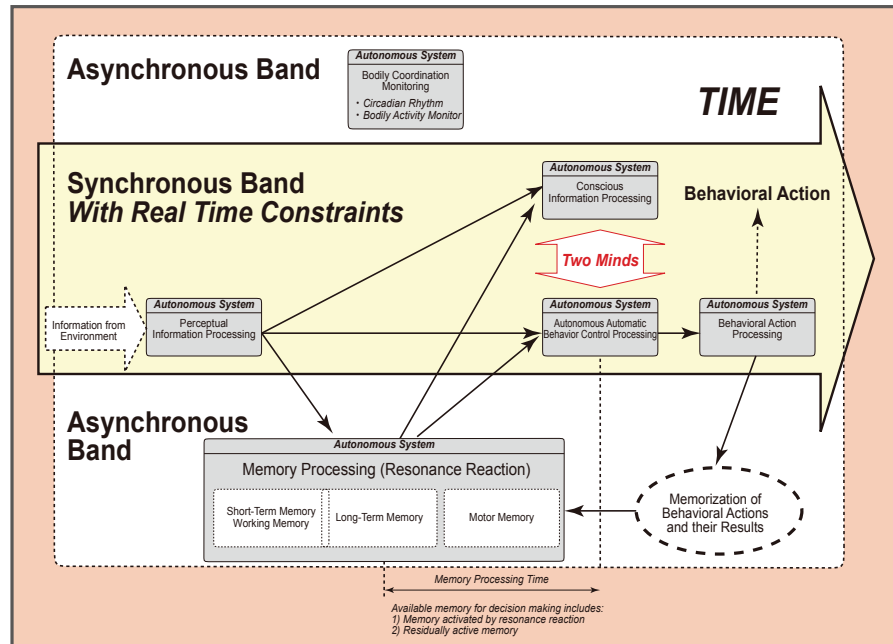 Asynchronous Band
Autonomous System
Bodily Coordination
Monitoring
・Circadian Rhythm
・Bodily Activity Monitor
TIME
Synchronous Band
With Real Time Constraints
Autonomous System
Conscious
Information Processing
Behavioral Action
Two Minds
Information from
Environment
Autonomous System
Perceptual
Information Processing
Autonomous System
Autonomous Automatic
Behavior Control Processing
Autonomous System
Behavioral Action
Processing
Asynchronous
Band
Autonomous System
Memory Processing (Resonance Reaction)
Short-Term Memory
Working Memory
Long-Term Memory
Motor Memory
Memorization of
Behavioral Actions
and their Results
Memory Processing Time
Available memory for decision making includes:
1) Memory activated by resonance reaction
2) Residually active memory